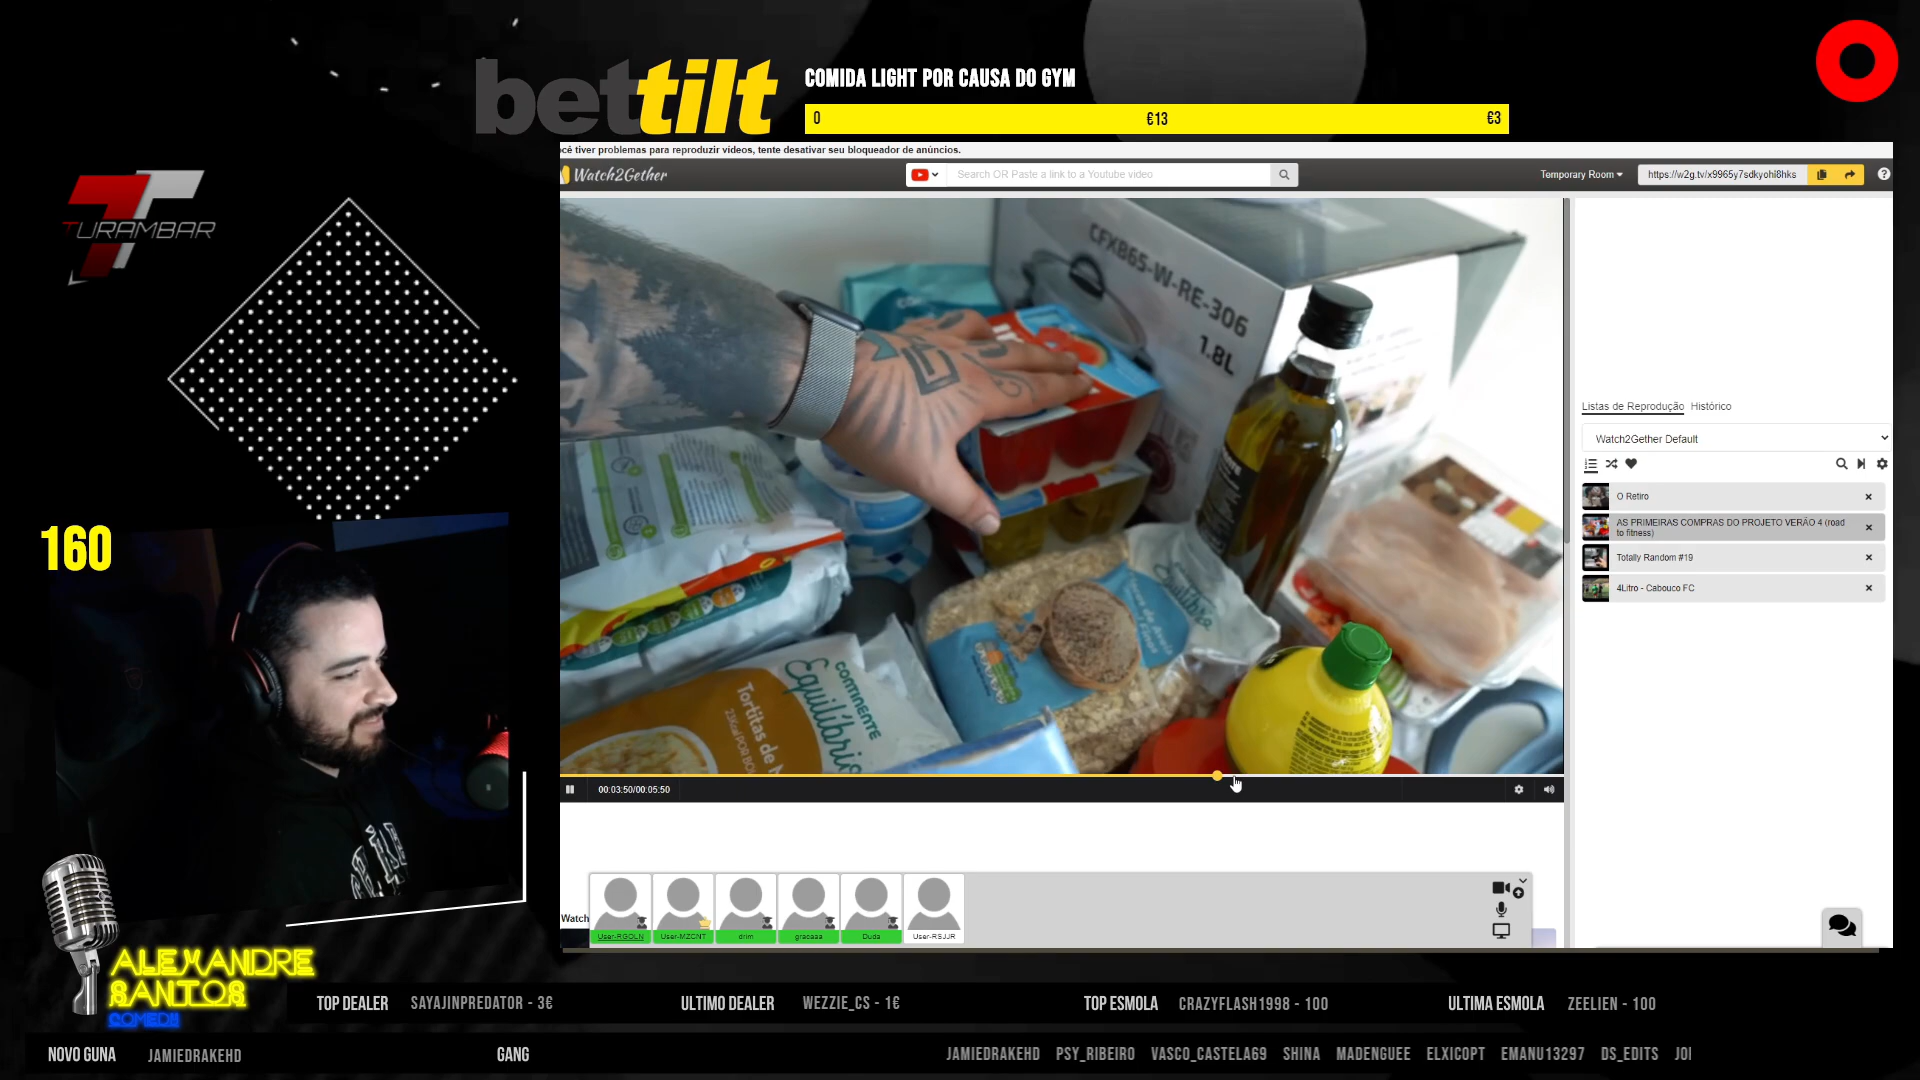 bettilt
COMIDA LIGHT POR CAUSA DO GYM
0 €13 €3
ocê tiver problemas para reproduzir vídeos, tente desativar seu bloqueador de anúncios.
Watch2Gether
Search OR Paste a link to a Youtube video
Temporary Room
https://w2g.tv/x9965y7sdkyohi8hks
TURAMBAR
CFXB65-W-RE-306
1.8L
Listas de Reprodução Histórico
Watch2Gether Default
O Retiro
AS PRIMEIRAS COMPRAS DO PROJETO VERÃO 4 (road
to fitness)
Totally Random #19
4Litro - Cabouco FC
160
CONTINENTE
Equilíbrio
Tortitas de
00:03:50/00:05:50
Watch
User-RGOLN User-MZCNT drim gracaaa Duda User-RSJJR
ALEXANDRE
SANTOS
COMEDY
TOP DEALER SAYAJINPREDATOR - 3€ ULTIMO DEALER WEZZIE_CS - 1€ TOP ESMOLA CRAZYFLASH1998 - 100 ULTIMA ESMOLA ZEELIEN - 100
NOVO GUNA JAMIEDRAKEHD GANG JAMIEDRAKEHD PSY_RIBEIRO VASCO_CASTELA69 SHINA MADENGUEE ELXICOPT EMANU13297 DS_EDITS JOI